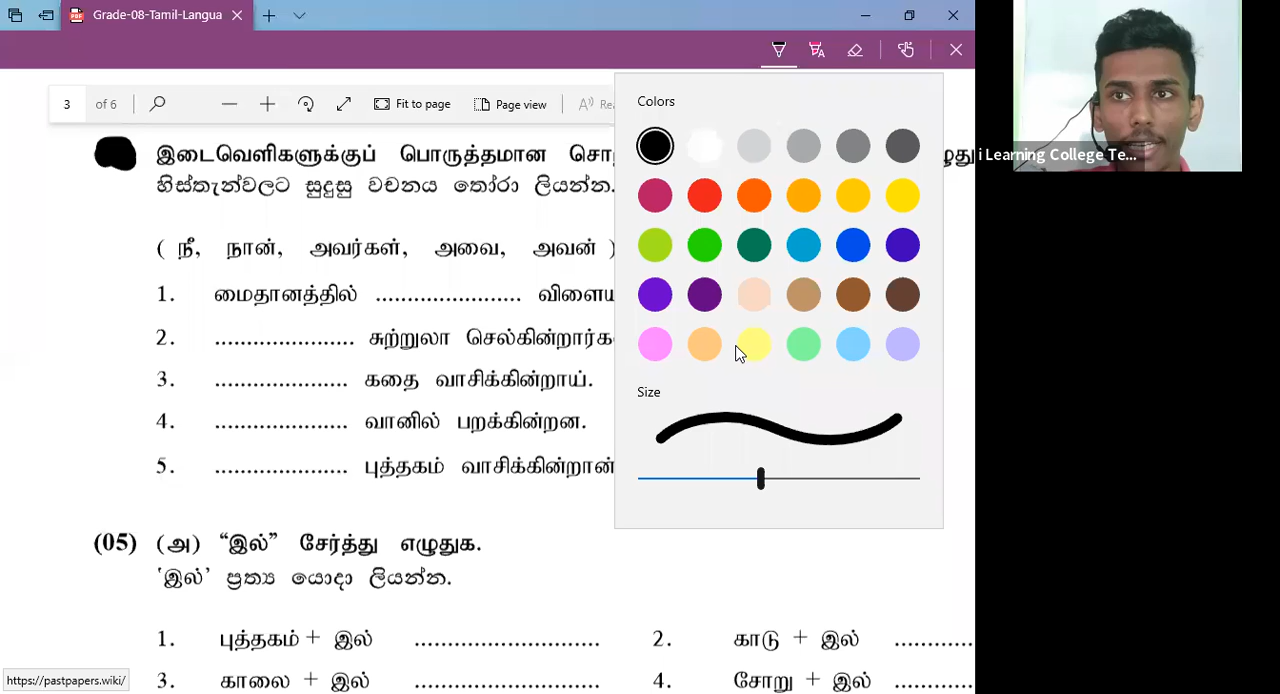 Grade-08-Tamil-Langua
3 of 6 Fit to page Page view
Colors
i Learning College Te...
இடைவெளிகளுக்குப் பொருத்தமான
හිස්තැන්වලට සුදුසු වචනය තෝරා ලියන්න.
( நீ, நான், அவர்கள், அவை, அவன் )
1. மைதானத்தில் ....................... 
2. ..................... சுற்றுலா
3. .................... கதை வாசிக்கின்றாய்.
4. .................... வானில் பறக்கின்றன.
5. .................... புத்தகம் வாசிக்கின்றான்
Size
(05) (அ) “இல்” சேர்த்து எழுதுக.
‘இல்’ ප්‍රත්‍ය යොදා ලියන්න.
1. புத்தகம் + இல் ............................ 2. காடு + இல் ............
3. காலை + இல் ............................ 4. சோறு + இல் ............
https://pastpapers.wiki/